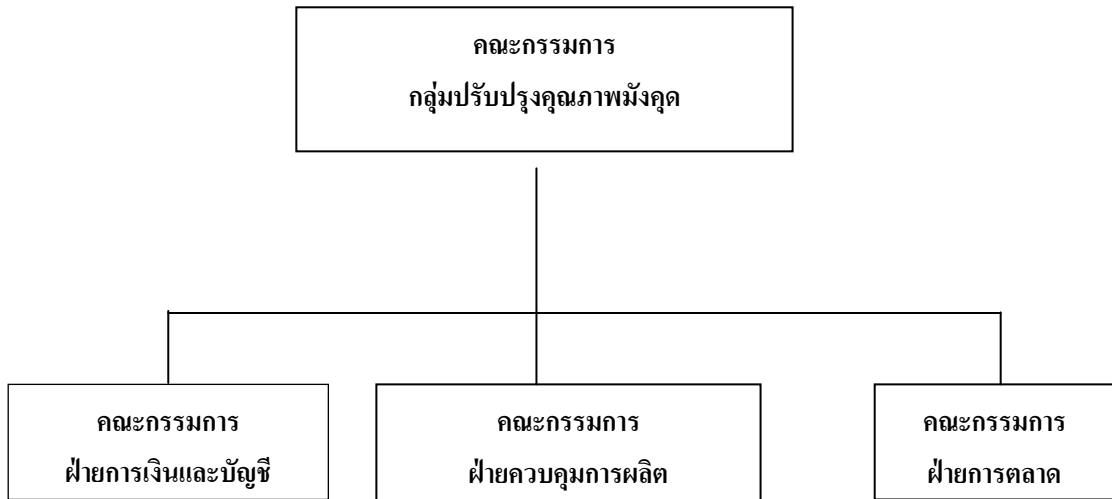 คณะกรรมการ
กลุ่มปรับปรุงคุณภาพมังคุด
คณะกรรมการ
ฝ่ายการเงินและบัญชี
คณะกรรมการ
ฝ่ายควบคุมการผลิต
คณะกรรมการ
ฝ่ายการตลาด